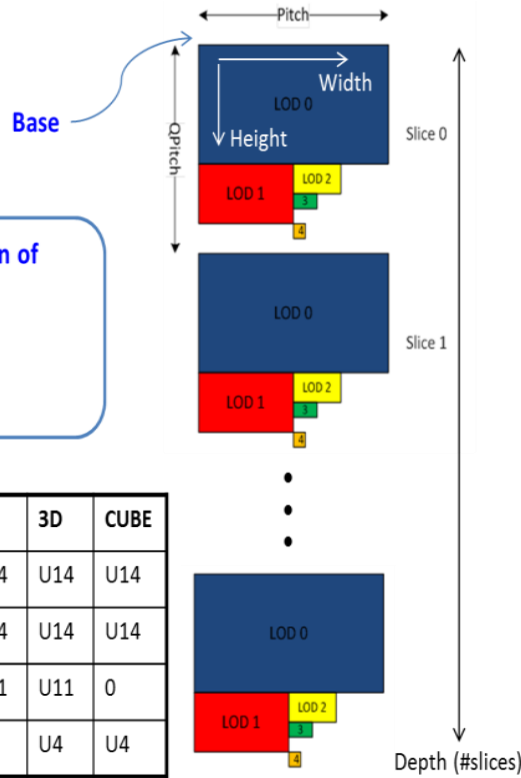 Pitch
Base
QPitch
Width
LOD 0
Height
Slice 0
LOD 1
LOD 2
3
4
n of
LOD 0
Slice 1
LOD 1
LOD 2
3
4
3D CUBE
4 U14 U14
4 U14 U14
1 U11 0
U4 U4
LOD 0
LOD 1
LOD 2
3
4
Depth (#slices)